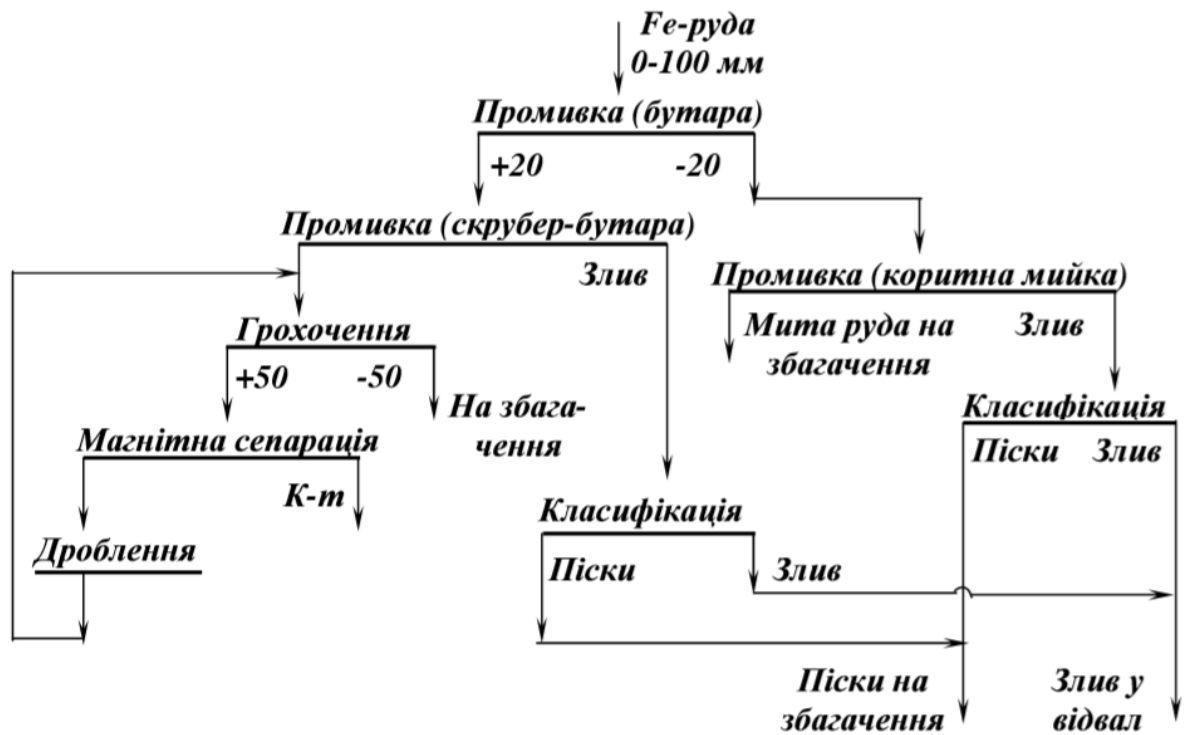 Fe-руда
0-100 мм
Промивка (бутара)
+20 -20
Промивка (скрубер-бутара)
Злив
Промивка (коритна мийка)
Мита руда на Злив
збагачення
Грохочення
+50 -50
На збага-
чення
Класифікація
Піски Злив
Магнітна сепарація
К-т
Класифікація
Дроблення
Піски Злив
Піски на
збагачення
Злив у
відвал